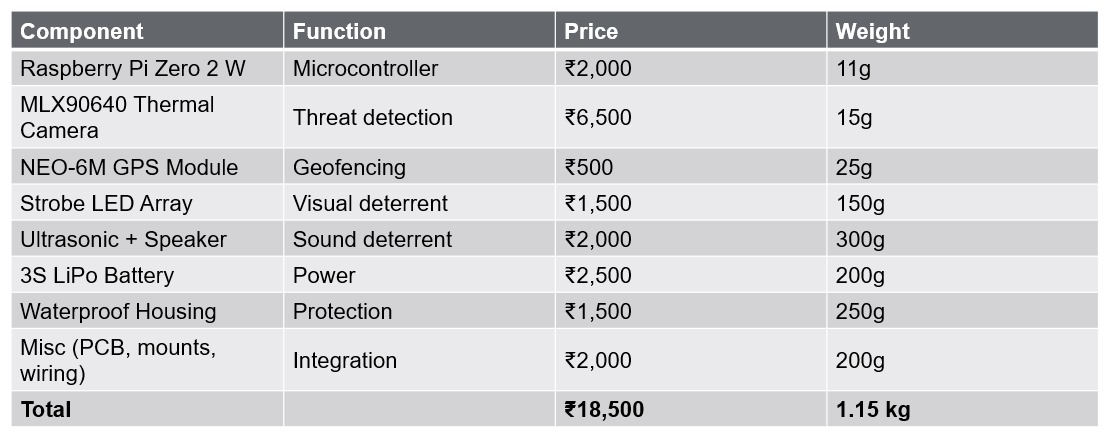 Component Function Price Weight
Raspberry Pi Zero 2 W Microcontroller ₹2,000 11g
MLX90640 Thermal
Camera Threat detection ₹6,500 15g
NEO-6M GPS Module Geofencing ₹500 25g
Strobe LED Array Visual deterrent ₹1,500 150g
Ultrasonic + Speaker Sound deterrent ₹2,000 300g
3S LiPo Battery Power ₹2,500 200g
Waterproof Housing Protection ₹1,500 250g
Misc (PCB, mounts,
wiring) Integration ₹2,000 200g
Total ₹18,500 1.15 kg